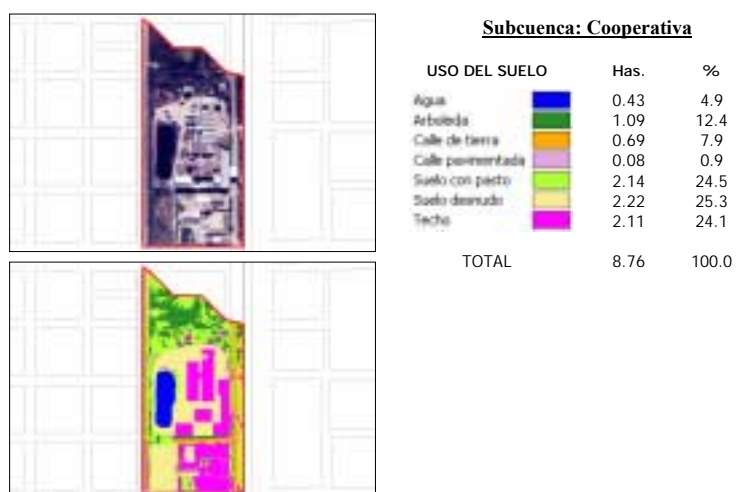 Subcuenca: Cooperativa
USO DEL SUELO Has. %
Agua 0.43 4.9
Arboleda 1.09 12.4
Calle de tierra 0.69 7.9
Calle pavimentada 0.08 0.9
Suelo con pasto 2.14 24.5
Suelo desnudo 2.22 25.3
Techo 2.11 24.1
TOTAL 8.76 100.0